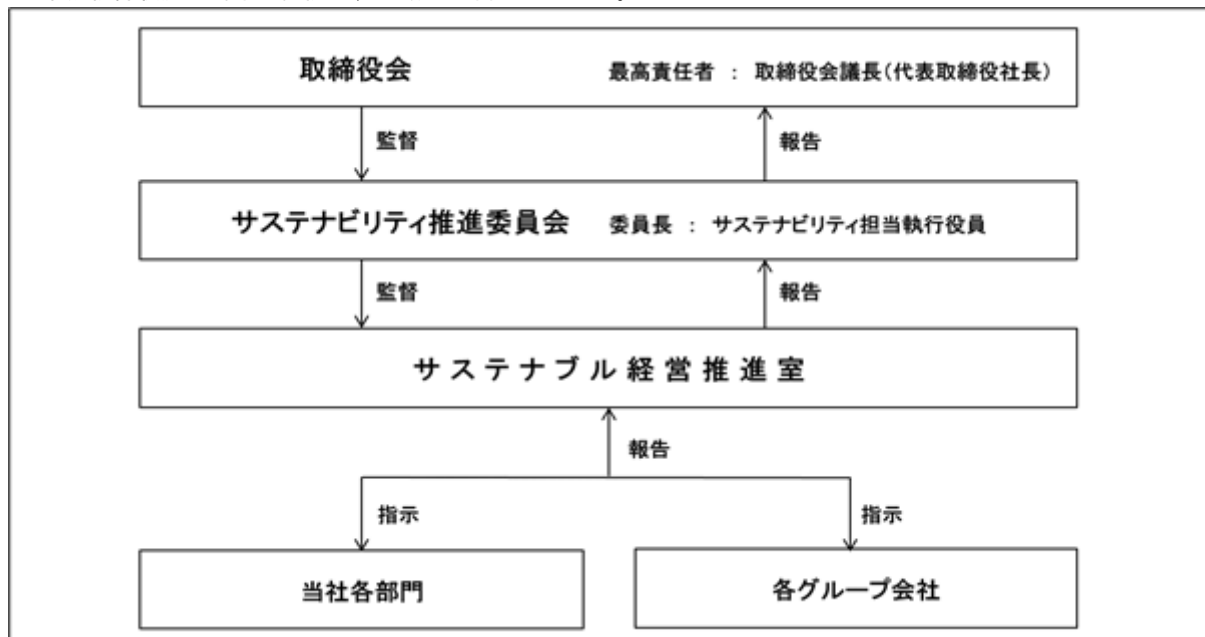 取締役会 最高責任者 : 取締役会議長(代表取締役社長)
監督 報告
サステナビリティ推進委員会 委員長 : サステナビリティ担当執行役員
監督 報告
サステナブル経営推進室
報告
指示 指示
当社各部門 各グループ会社